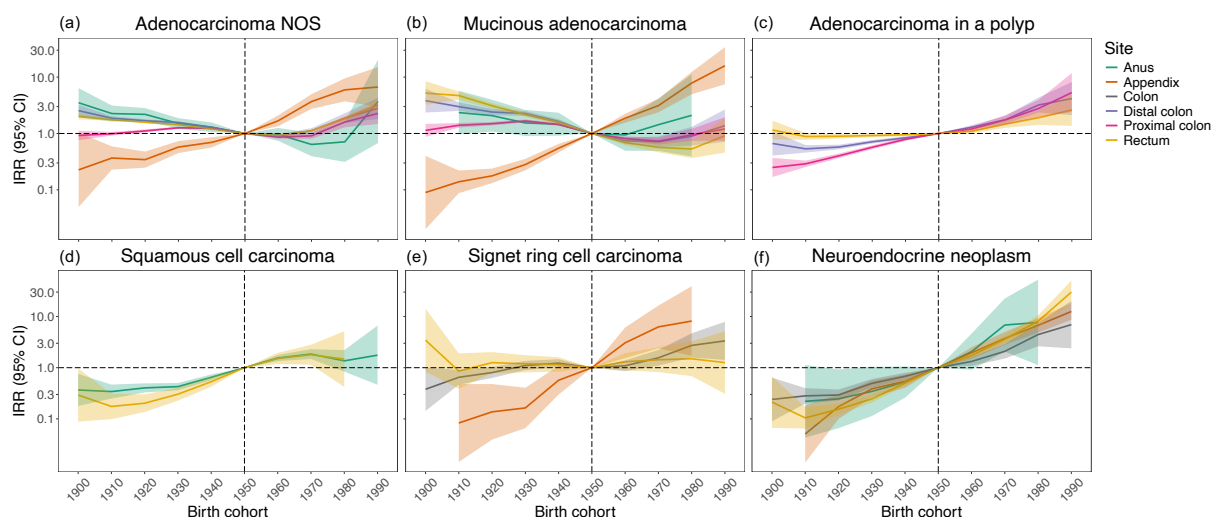 (a) Adenocarcinoma NOS
(b) Mucinous adenocarcinoma
(c) Adenocarcinoma in a polyp
IRR (95% CI)
30.0
10.0
3.0
1.0
0.3
0.1
Site
Anus
Appendix
Colon
Distal colon
Proximal colon
Rectum
(d) Squamous cell carcinoma
(e) Signet ring cell carcinoma
(f) Neuroendocrine neoplasm
IRR (95% CI)
30.0
10.0
3.0
1.0
0.3
0.1
1900 1910 1920 1930 1940 1950 1960 1970 1980 1990
1900 1910 1920 1930 1940 1950 1960 1970 1980 1990
1900 1910 1920 1930 1940 1950 1960 1970 1980 1990
Birth cohort
Birth cohort
Birth cohort